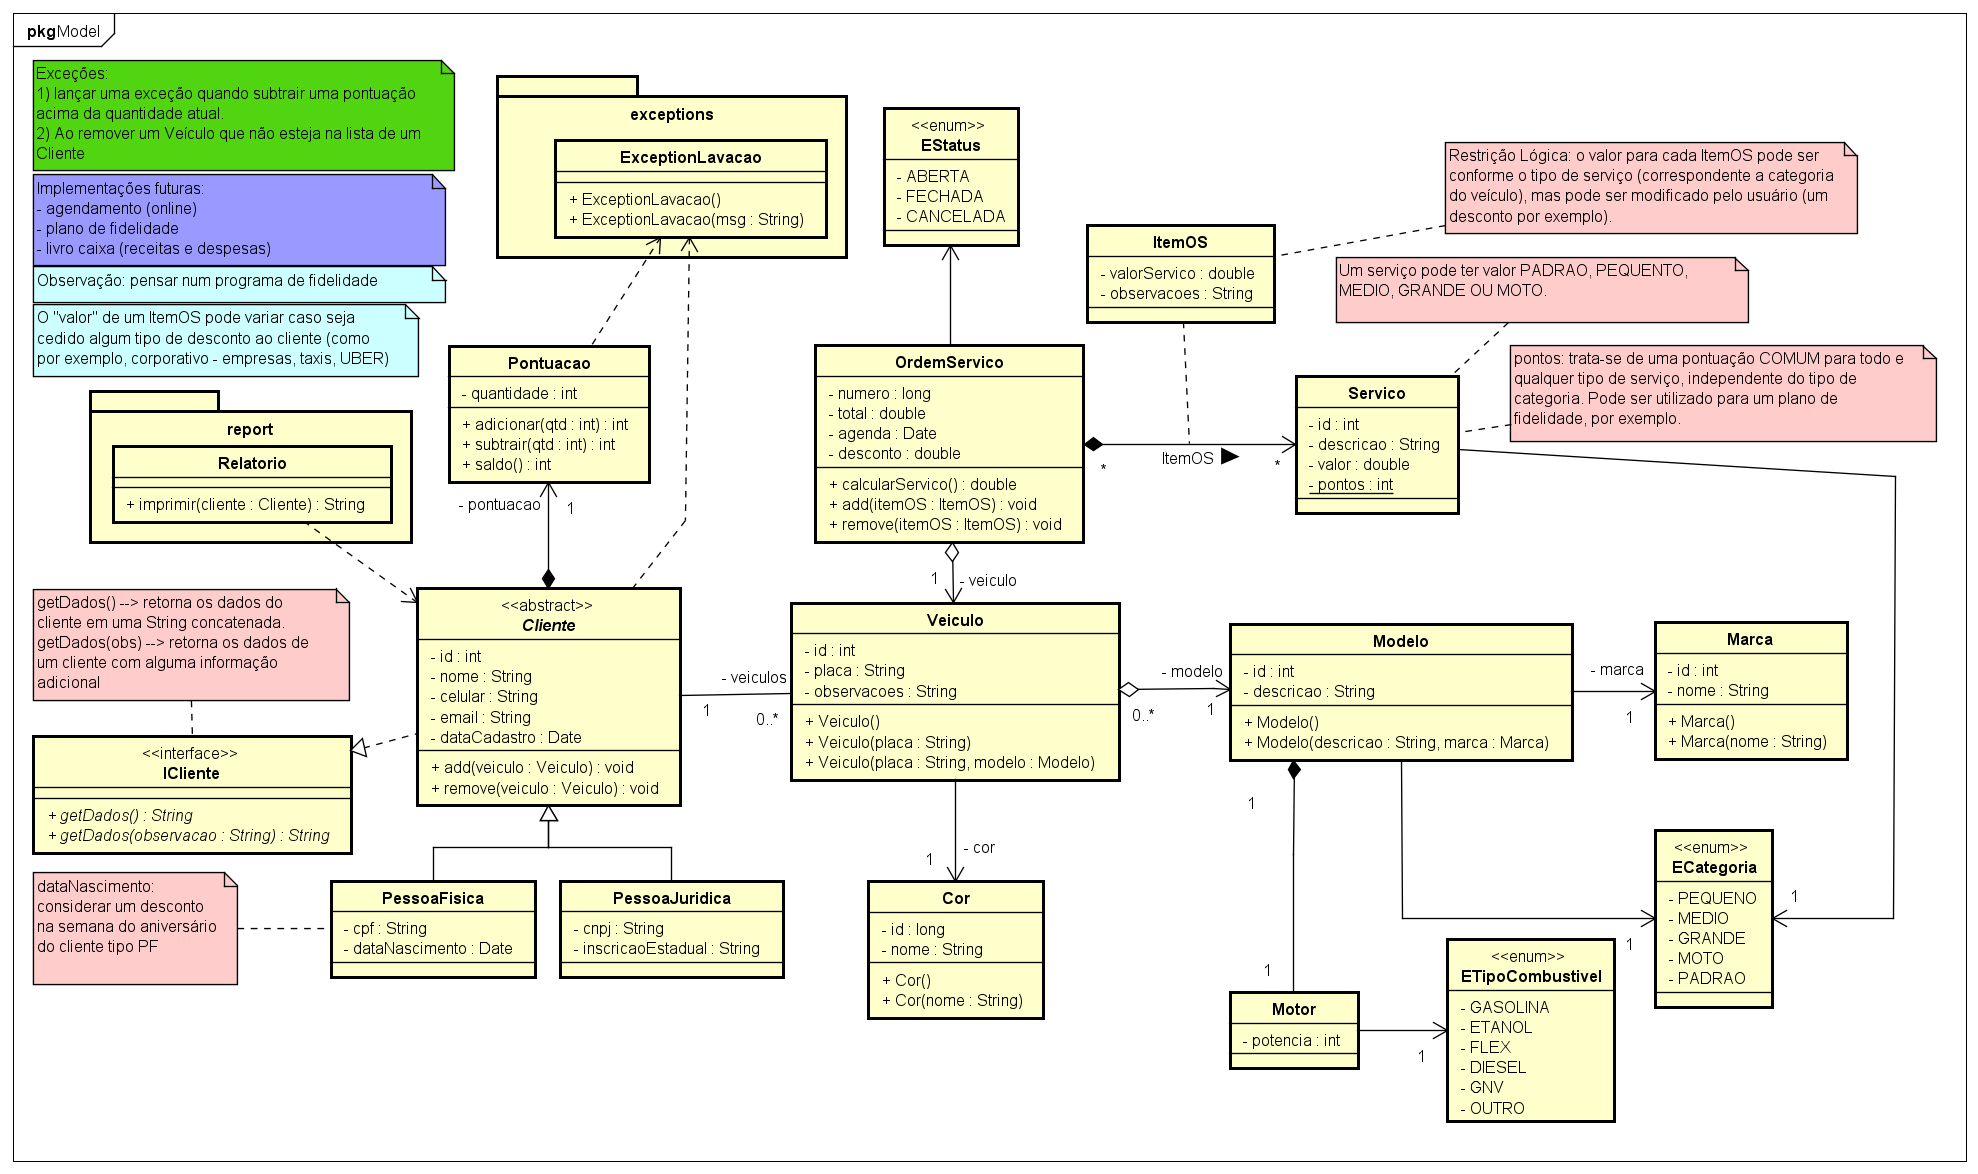 pkg Model
Exceções:
1) lançar uma exceção quando subtrair uma pontuação
acima da quantidade atual.
2) Ao remover um Veículo que não esteja na lista de um
Cliente
Implementações futuras:
- agendamento (online)
- plano de fidelidade
- livro caixa (receitas e despesas)
Observação: pensar num programa de fidelidade
O "valor" de um ItemOS pode variar caso seja
cedido algum tipo de desconto ao cliente (como
por exemplo, corporativo - empresas, taxis, UBER)
exceptions
ExceptionLavacao
+ ExceptionLavacao()
+ ExceptionLavacao(msg : String)
<<enum>>
EStatus
- ABERTA
- FECHADA
- CANCELADA
Restrição Lógica: o valor para cada ItemOS pode ser
conforme o tipo de serviço (correspondente a categoria
do veículo), mas pode ser modificado pelo usuário (um
desconto por exemplo).
ItemOS
- valorServico : double
- observacoes : String
Um serviço pode ter valor PADRAO, PEQUENTO,
MEDIO, GRANDE OU MOTO.
pontos: trata-se de uma pontuação COMUM para todo e
qualquer tipo de serviço, independente do tipo de
categoria. Pode ser utilizado para um plano de
fidelidade, por exemplo.
report
Relatorio
+ imprimir(cliente : Cliente) : String
Pontuacao
- quantidade : int
+ adicionar(qtd : int) : int
+ subtrair(qtd : int) : int
+ saldo() : int
- pontuacao
1
OrdemServico
- numero : long
- total : double
- agenda : Date
- desconto : double
+ calcularServico() : double
+ add(itemOS : ItemOS) : void
+ remove(itemOS : ItemOS) : void
*
ItemOS
*
Servico
- id : int
- descricao : String
- valor : double
- pontos : int
1
- veiculo
getDados() --> retorna os dados do
cliente em uma String concatenada.
getDados(obs) --> retorna os dados de
um cliente com alguma informação
adicional
<<interface>>
ICliente
+ getDados() : String
+ getDados(observacao : String) : String
<<abstract>>
Cliente
- id : int
- nome : String
- celular : String
- email : String
- dataCadastro : Date
+ add(veiculo : Veiculo) : void
+ remove(veiculo : Veiculo) : void
- veiculos
1
0..*
Veiculo
- id : int
- placa : String
- observacoes : String
+ Veiculo()
+ Veiculo(placa : String)
+ Veiculo(placa : String, modelo : Modelo)
- modelo
0..*
1
Modelo
- id : int
- descricao : String
+ Modelo()
+ Modelo(descricao : String, marca : Marca)
- marca
1
Marca
- id : int
- nome : String
+ Marca()
+ Marca(nome : String)
dataNascimento:
considerar um desconto
na semana do aniversário
do cliente tipo PF
PessoaFisica
- cpf : String
- dataNascimento : Date
PessoaJuridica
- cnpj : String
- inscricaoEstadual : String
1
- cor
Cor
- id : long
- nome : String
+ Cor()
+ Cor(nome : String)
1
1
Motor
- potencia : int
1
<<enum>>
ETipoCombustivel
- GASOLINA
- ETANOL
- FLEX
- DIESEL
- GNV
- OUTRO
1
1
<<enum>>
ECategoria
- PEQUENO
- MEDIO
- GRANDE
- MOTO
- PADRAO